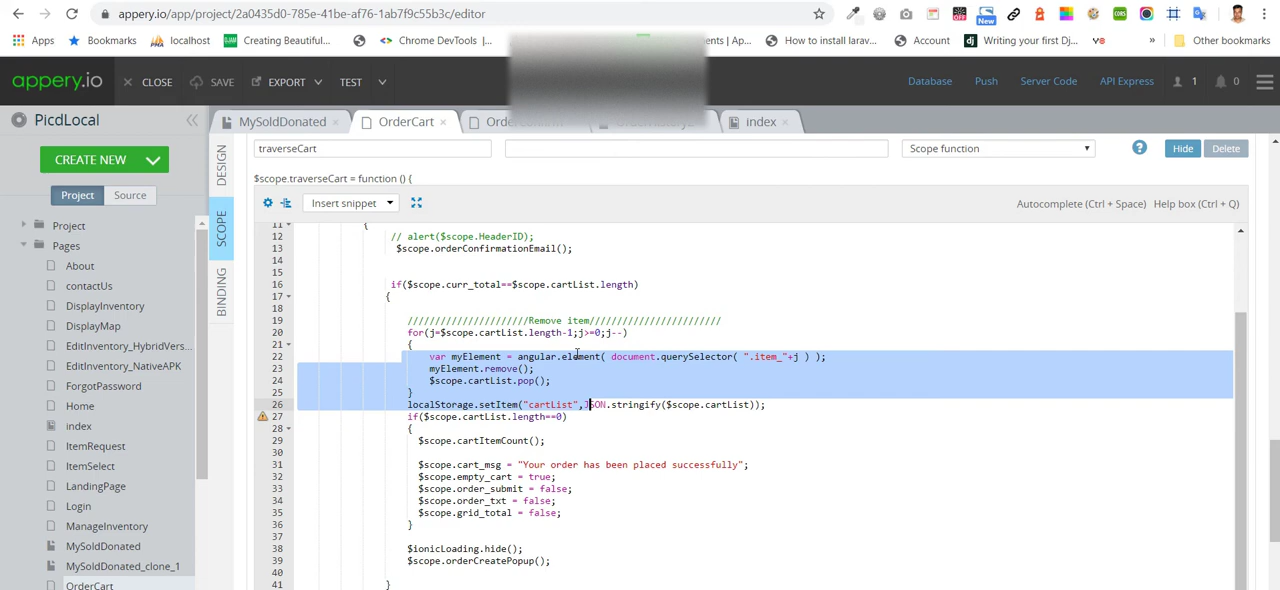 appery.io/app/project/2a0435d0-785e-41be-af76-1ab7f9c55b3c/editor
OFF
New
CORS
Apps
Bookmarks
localhost
Creating Beautiful...
Chrome DevTools |...
ents | Ap...
How to install larav...
Account
Writing your first Dj...
»
Other bookmarks
appery.io
CLOSE
SAVE
EXPORT
TEST
Database
Push
Server Code
API Express
1
0
PicdLocal
MySoldDonated
OrderCart
index
CREATE NEW
Project
Source
DESIGN
SCOPE
BINDING
traverseCart
Scope function
Hide
Delete
$scope.traverseCart = function () {
Insert snippet
Autocomplete (Ctrl + Space)
Help box (Ctrl + Q)
Project
Pages
About
contactUs
DisplayInventory
DisplayMap
EditInventory_HybridVers...
EditInventory_NativeAPK
ForgotPassword
Home
index
ItemRequest
ItemSelect
LandingPage
Login
ManageInventory
MySoldDonated
MySoldDonated_clone_1
OrderCart
11 {
12 // alert($scope.HeaderID);
13 $scope.orderConfirmationEmail();
14
15
16 if($scope.curr_total==$scope.cartList.length)
17 {
18
19 //////////////////////Remove item////////////////////////
20 for(j=$scope.cartList.length-1;j>=0;j--)
21 {
22 var myElement = angular.element( document.querySelector( ".item_"+j ) );
23 myElement.remove();
24 $scope.cartList.pop();
25 }
26 localStorage.setItem("cartList",JSON.stringify($scope.cartList));
27 if($scope.cartList.length==0)
28 {
29 $scope.cartItemCount();
30
31 $scope.cart_msg = "Your order has been placed successfully";
32 $scope.empty_cart = true;
33 $scope.order_submit = false;
34 $scope.order_txt = false;
35 $scope.grid_total = false;
36 }
37
38 $ionicLoading.hide();
39 $scope.orderCreatePopup();
40
41 }